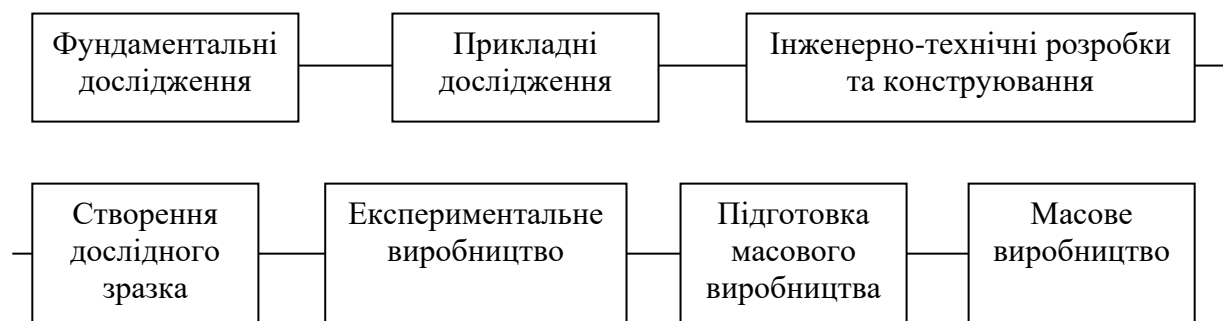 Фундаментальні
дослідження
Прикладні
дослідження
Інженерно-технічні розробки
та конструювання
Створення
дослідного
зразка
Експериментальне
виробництво
Підготовка
масового
виробництва
Масове
виробництво